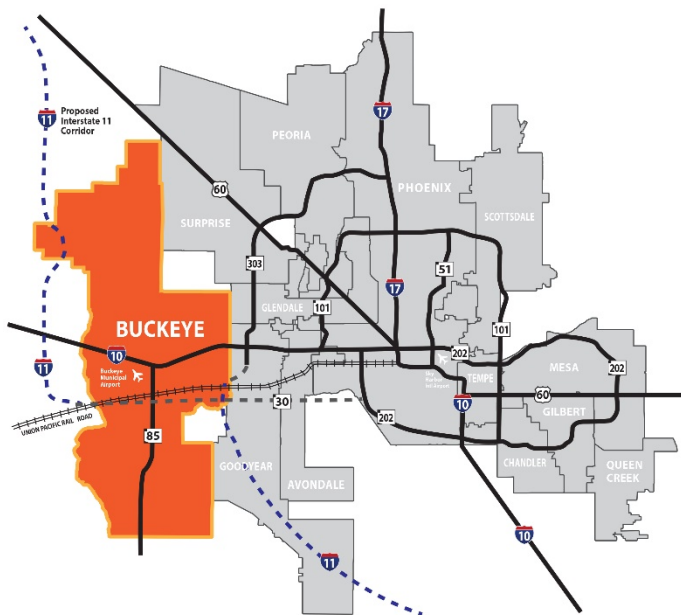 17
11
Proposed
Interstate 11
Corridor
PEORIA
PHOENIX
60
SCOTTSDALE
SURPRISE
303
51
17
GLENDALE
101
101
BUCKEYE
10
202
MESA
11
Buckeye
Municipal
Airport
TEMPE
202
60
30
10
GILBERT
UNION PACIFIC RAIL ROAD
85
202
GOODYEAR
CHANDLER
QUEEN
CREEK
AVONDALE
10
11